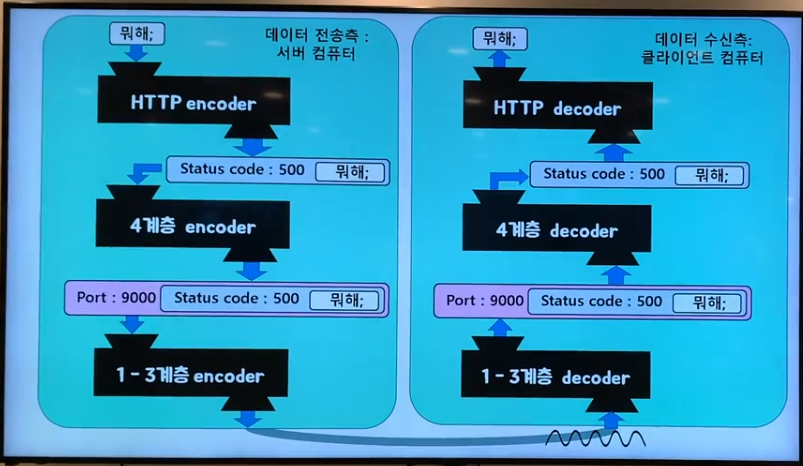 뭐해;
데이터 전송측 :
서버 컴퓨터
HTTP encoder
Status code : 500 뭐해;
4계층 encoder
Port : 9000 Status code : 500 뭐해;
1 - 3계층 encoder
뭐해;
데이터 수신측:
클라이언트 컴퓨터
HTTP decoder
Status code : 500 뭐해;
4계층 decoder
Port : 9000 Status code : 500 뭐해;
1 - 3계층 decoder